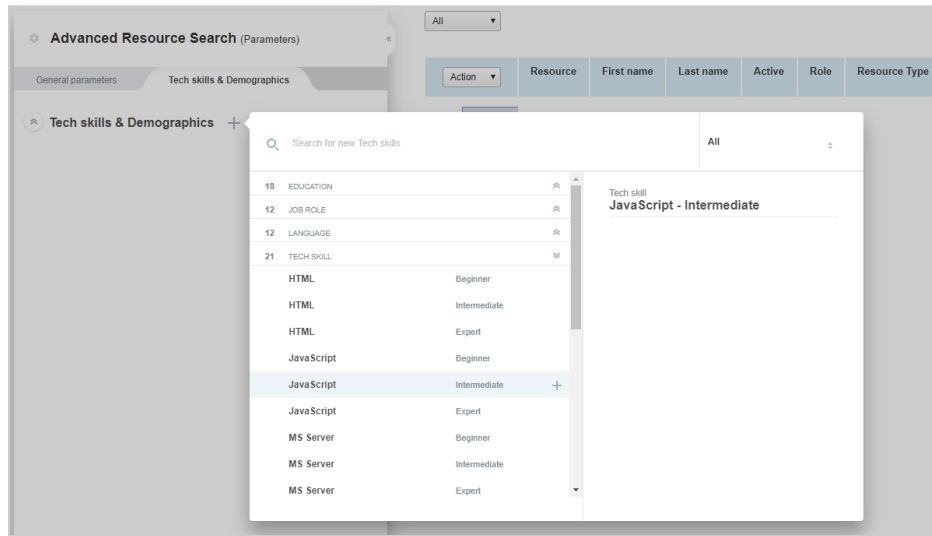 All
Advanced Resource Search (Parameters)
General parameters
Tech skills & Demographics
Action
Resource
First name
Last name
Active
Role
Resource Type
Tech skills & Demographics
Search for new Tech skills
All
18 EDUCATION
12 JOB ROLE
12 LANGUAGE
21 TECH SKILL
HTML Beginner
HTML Intermediate
HTML Expert
JavaScript Beginner
JavaScript Intermediate
JavaScript Expert
MS Server Beginner
MS Server Intermediate
MS Server Expert
Tech skill
JavaScript - Intermediate